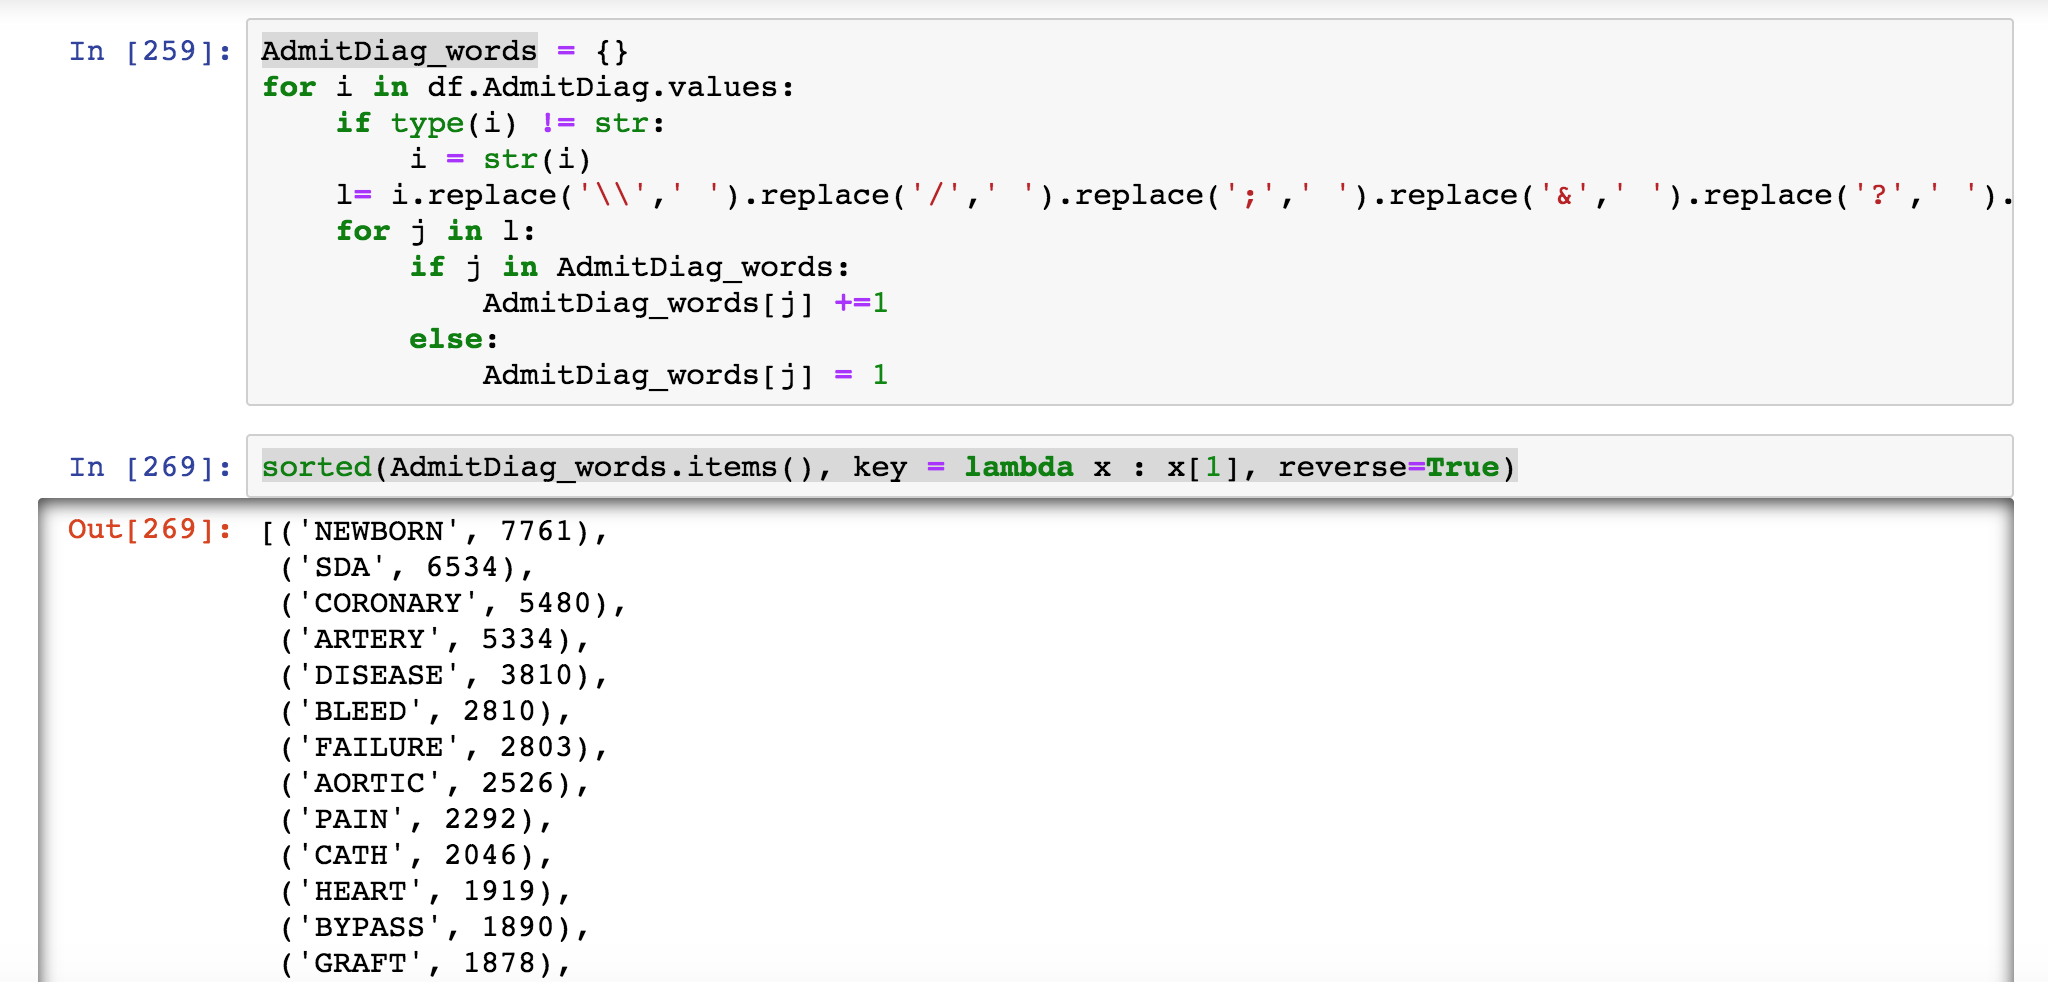 In [259]: AdmitDiag_words = {}
for i in df.AdmitDiag.values:
    if type(i) != str:
        i = str(i)
    l= i.replace('\\',' ').replace('/',' ').replace(';',' ').replace('&',' ').replace('?',' ').
    for j in l:
        if j in AdmitDiag_words:
            AdmitDiag_words[j] +=1
        else:
            AdmitDiag_words[j] = 1
In [269]: sorted(AdmitDiag_words.items(), key = lambda x : x[1], reverse=True)
Out[269]: [('NEWBORN', 7761),
('SDA', 6534),
('CORONARY', 5480),
('ARTERY', 5334),
('DISEASE', 3810),
('BLEED', 2810),
('FAILURE', 2803),
('AORTIC', 2526),
('PAIN', 2292),
('CATH', 2046),
('HEART', 1919),
('BYPASS', 1890),
('GRAFT', 1878),